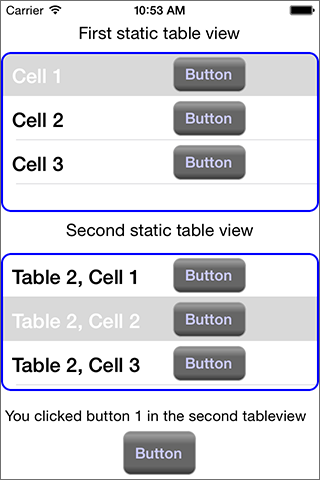 Carrier 10:53 AM
First static table view
Cell 1 Button
Cell 2 Button
Cell 3 Button
Second static table view
Table 2, Cell 1 Button
Table 2, Cell 2 Button
Table 2, Cell 3 Button
You clicked button 1 in the second tableview
Button